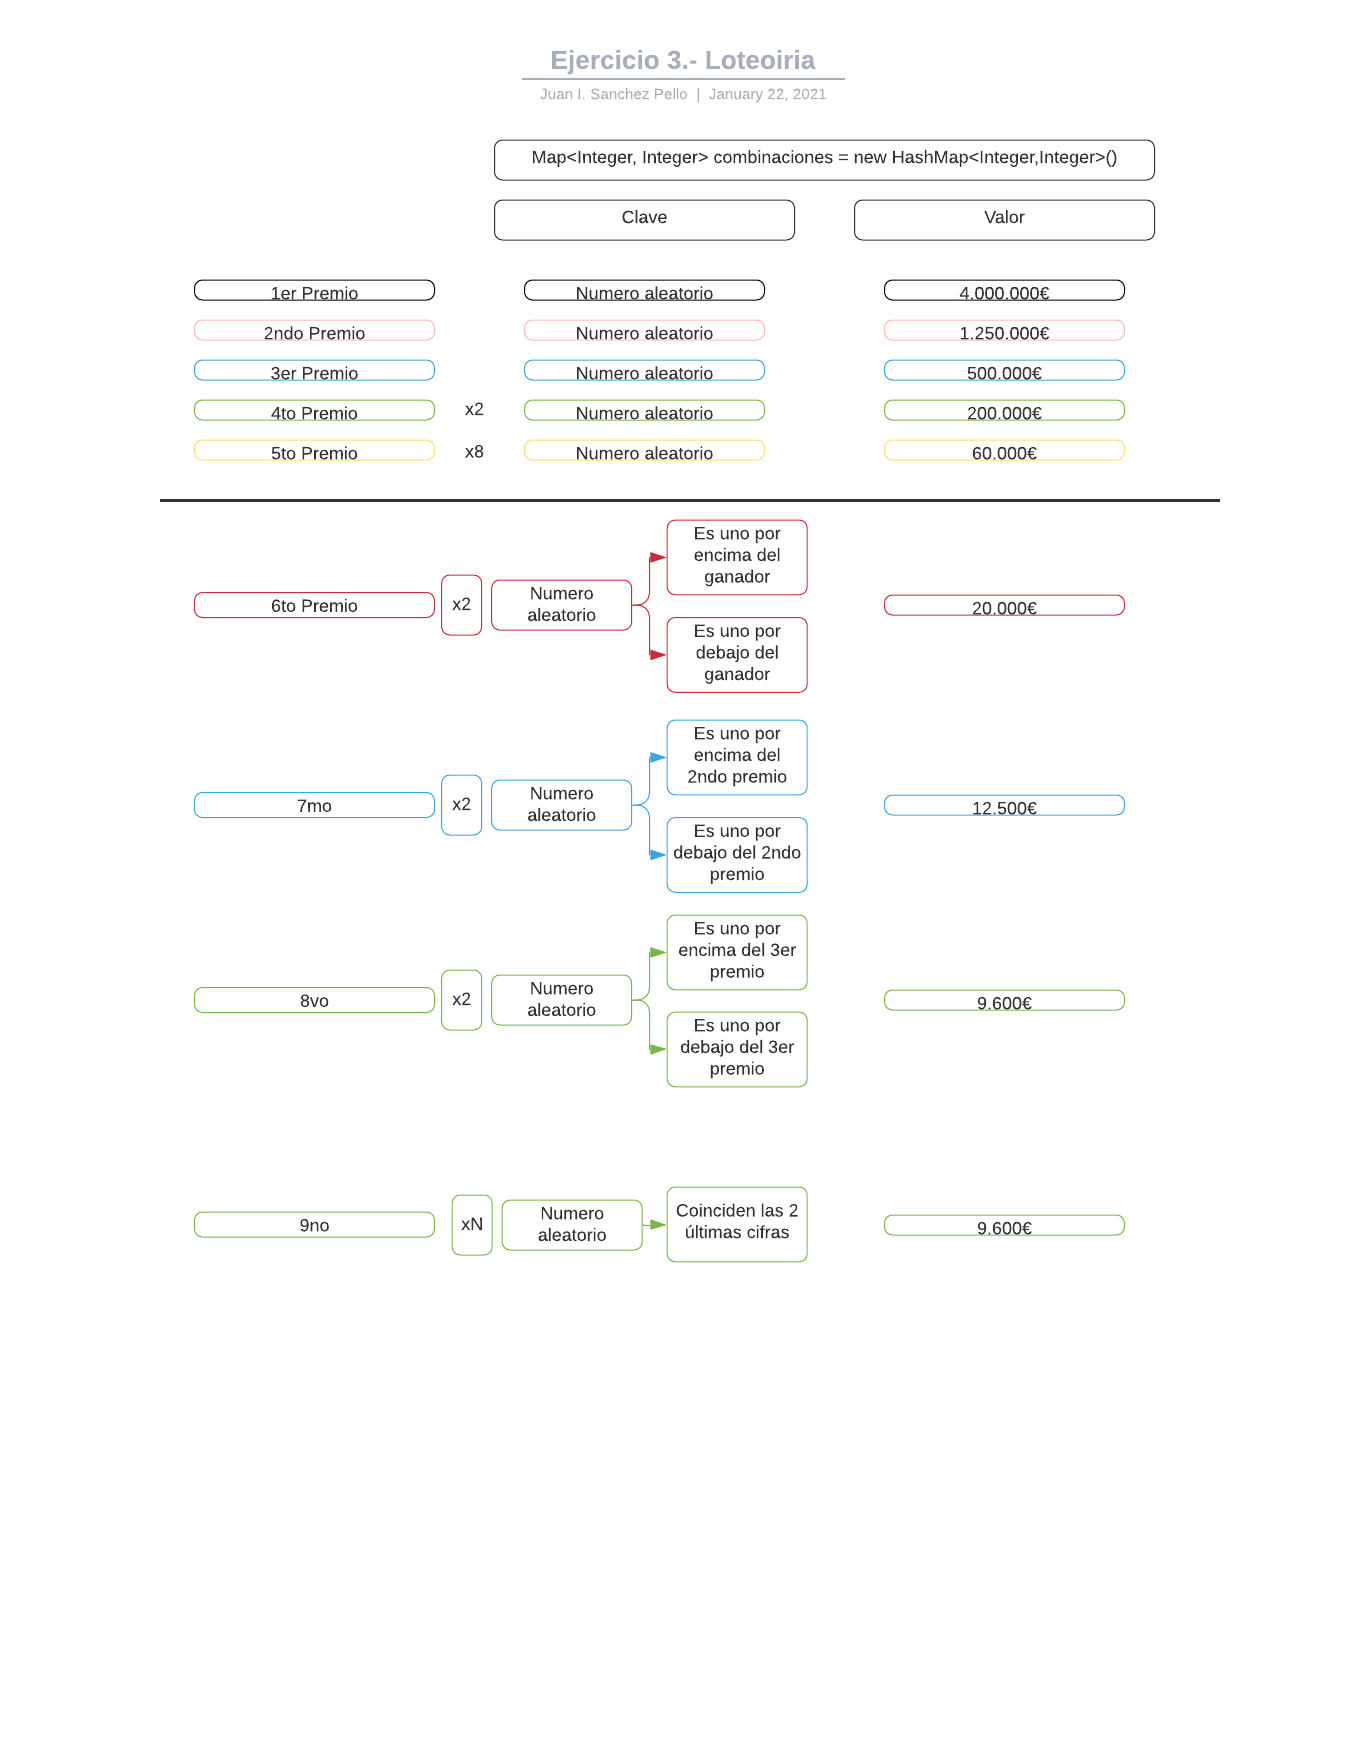 Ejercicio 3.- Loteoiria
Juan I. Sanchez Pello | January 22, 2021
Map<Integer, Integer> combinaciones = new HashMap<Integer,Integer>()
Clave Valor
1er Premio Numero aleatorio 4.000.000€
2ndo Premio Numero aleatorio 1.250.000€
3er Premio Numero aleatorio 500.000€
4to Premio x2 Numero aleatorio 200.000€
5to Premio x8 Numero aleatorio 60.000€
6to Premio
x2
Numero
aleatorio
Es uno por
encima del
ganador
Es uno por
debajo del
ganador
20.000€
7mo
x2
Numero
aleatorio
Es uno por
encima del
2ndo premio
Es uno por
debajo del 2ndo
premio
12.500€
8vo
x2
Numero
aleatorio
Es uno por
encima del 3er
premio
Es uno por
debajo del 3er
premio
9.600€
9no
xN
Numero
aleatorio
Coinciden las 2
últimas cifras
9.600€